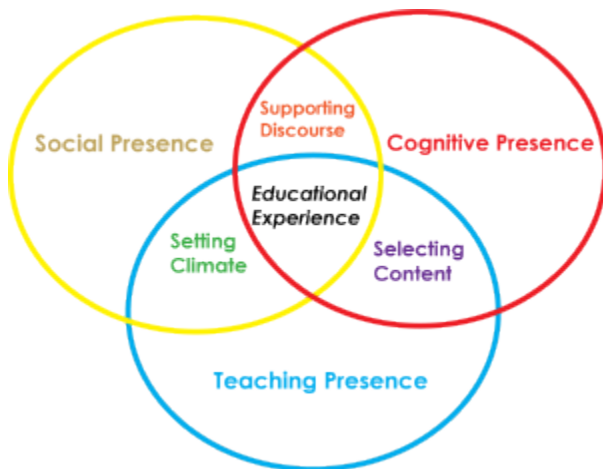 Supporting
Discourse
Social Presence
Cognitive Presence
Educational
Experience
Setting
Climate
Selecting
Content
Teaching Presence